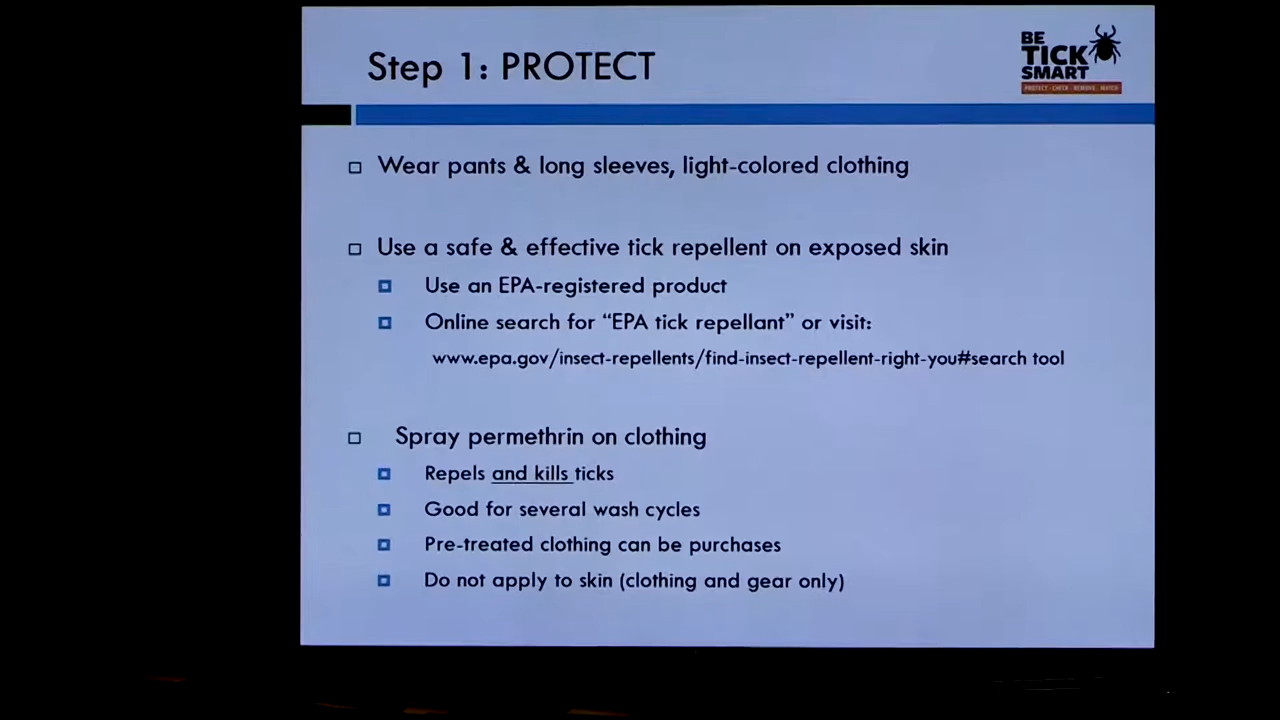 Step 1: PROTECT
BE
TICK
SMART
PROTECT · CHECK · REMOVE · WATCH
Wear pants & long sleeves, light-colored clothing
Use a safe & effective tick repellent on exposed skin
Use an EPA-registered product
Online search for “EPA tick repellant” or visit:
www.epa.gov/insect-repellents/find-insect-repellent-right-you#search tool
Spray permethrin on clothing
Repels and kills ticks
Good for several wash cycles
Pre-treated clothing can be purchases
Do not apply to skin (clothing and gear only)